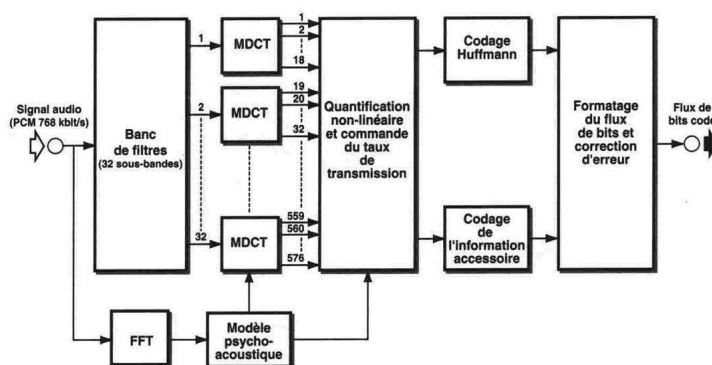 Signal audio
(PCM 768 kbit/s)
Banc
de filtres
(32 sous-bandes)
1
2
32
MDCT
MDCT
MDCT
1
2
18
19
20
32
559
560
576
Quantification
non-linéaire
et commande
du taux
de
transmission
Codage
Huffmann
Codage
de
l'information
accessoire
Formatage
du flux
de bits et
correction
d'erreur
Flux de
bits codé
FFT
Modèle
psycho-
acoustique